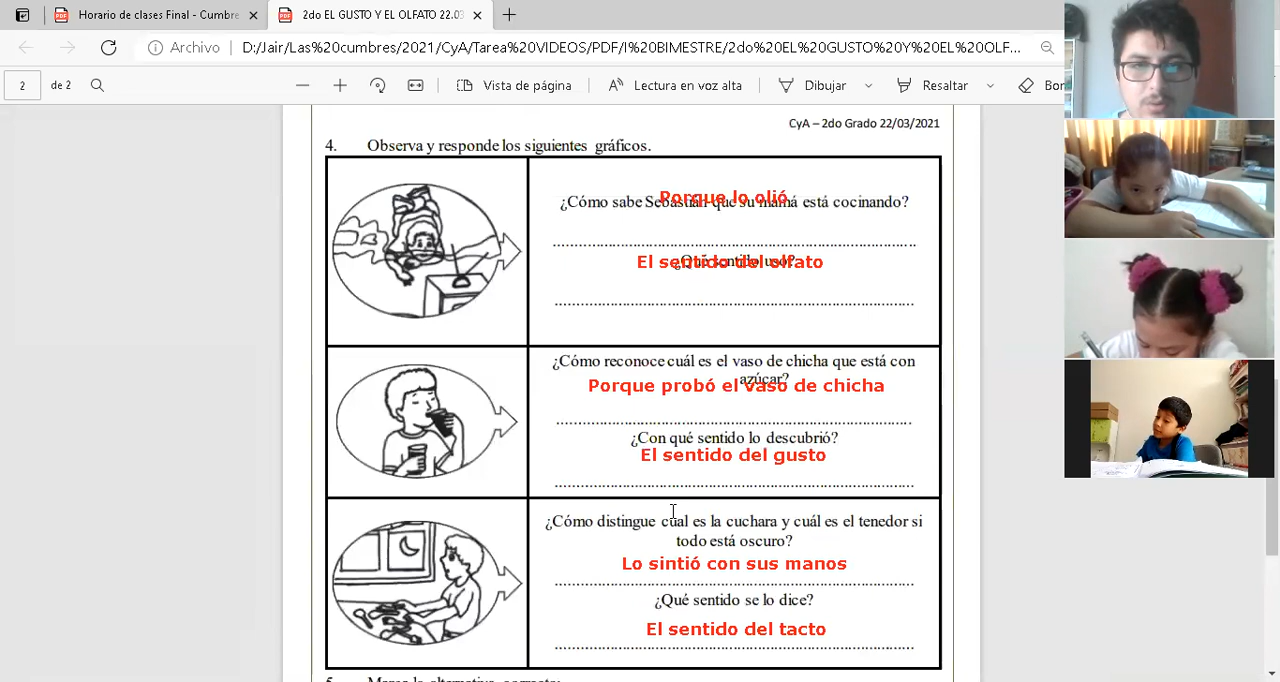 Horario de clases Final - Cumbre
2do EL GUSTO Y EL OLFATO 22.03
Archivo
D:/Jair/Las%20cumbres/2021/CyA/Tarea%20VIDEOS/PDF/I%20BIMESTRE/2do%20EL%20GUSTO%20Y%20EL%20OLF...
2
de 2
Vista de página
Lectura en voz alta
Dibujar
Resaltar
Bor
CyA – 2do Grado 22/03/2021
4. Observa y responde los siguientes gráficos.
Porque lo olió
¿Cómo sabe Sebastián que su mamá está cocinando?
¿Qué sentido usó?
El sentido del olfato
¿Cómo reconoce cuál es el vaso de chicha que está con
azúcar?
Porque probó el vaso de chicha
¿Con qué sentido lo descubrió?
El sentido del gusto
¿Cómo distingue cual es la cuchara y cuál es el tenedor si
todo está oscuro?
Lo sintió con sus manos
¿Qué sentido se lo dice?
El sentido del tacto